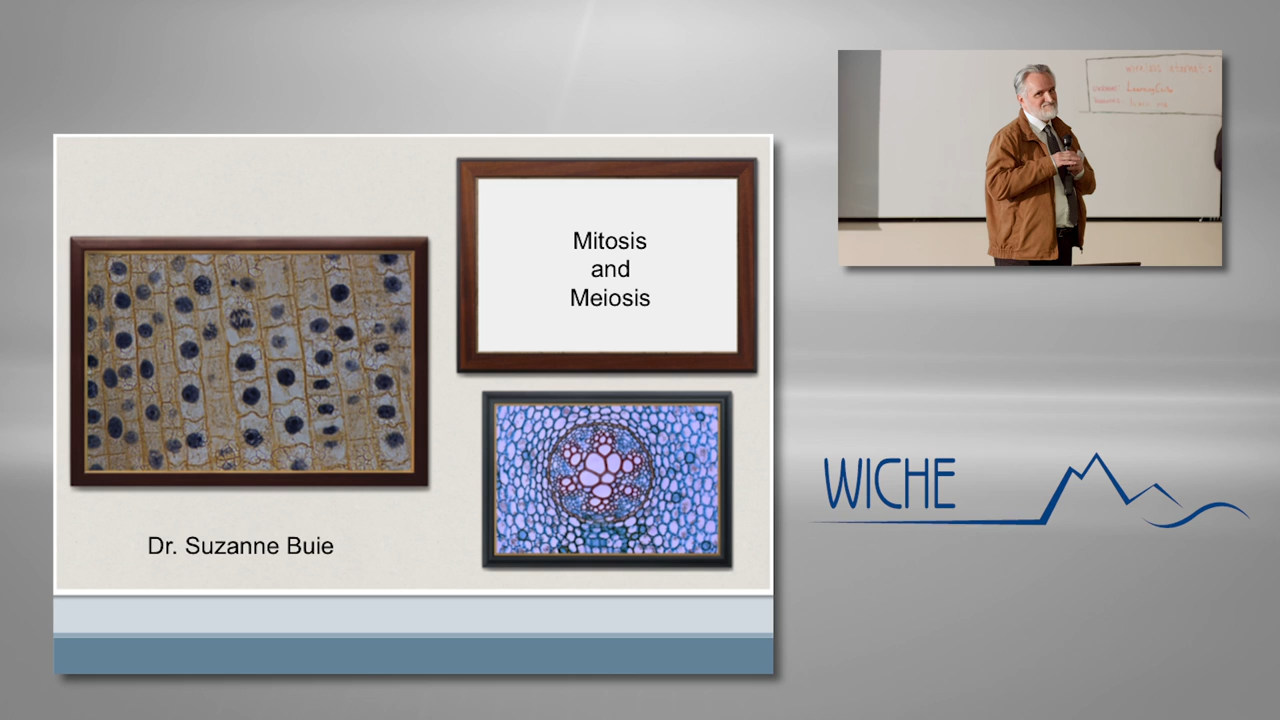 Mitosis
and
Meiosis
Dr. Suzanne Buie
WICHE